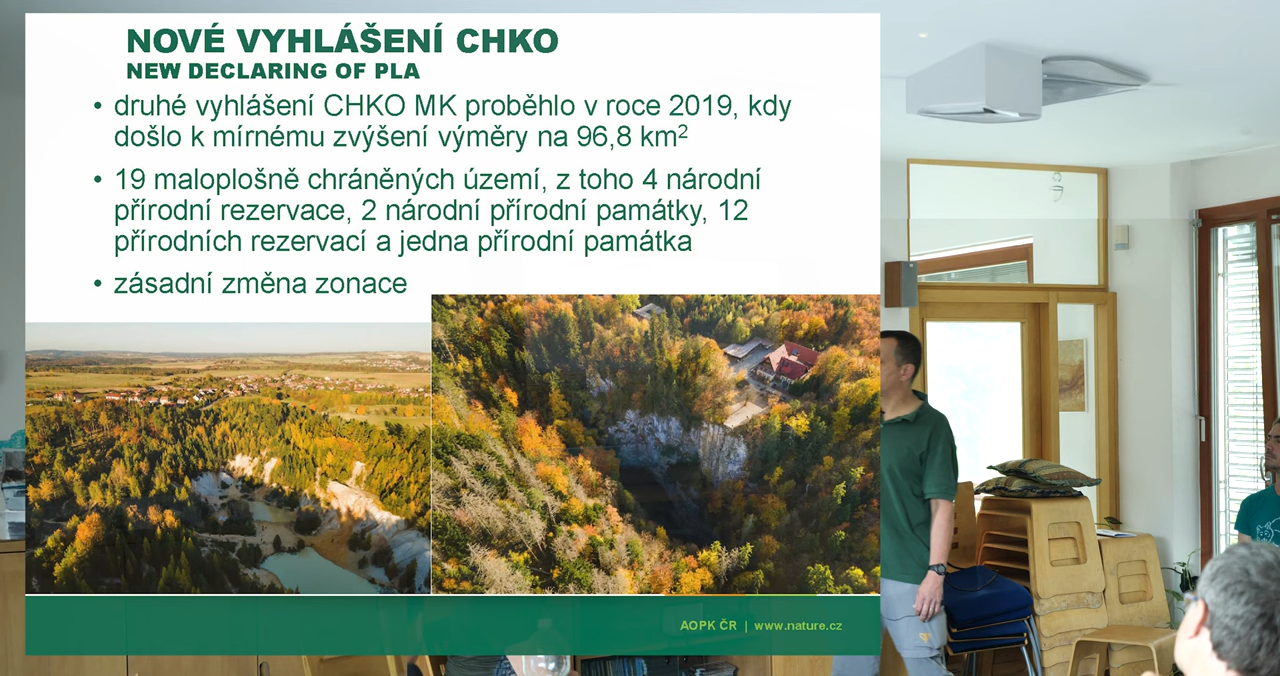 NOVÉ VYHLÁŠENÍ CHKO
NEW DECLARING OF PLA
• druhé vyhlášení CHKO MK proběhlo v roce 2019, kdy
došlo k mírnému zvýšení výměry na 96,8 km²
• 19 maloplošně chráněných území, z toho 4 národní
přírodní rezervace, 2 národní přírodní památky, 12
přírodních rezervací a jedna přírodní památka
• zásadní změna zonace
AOPK ČR | www.nature.cz